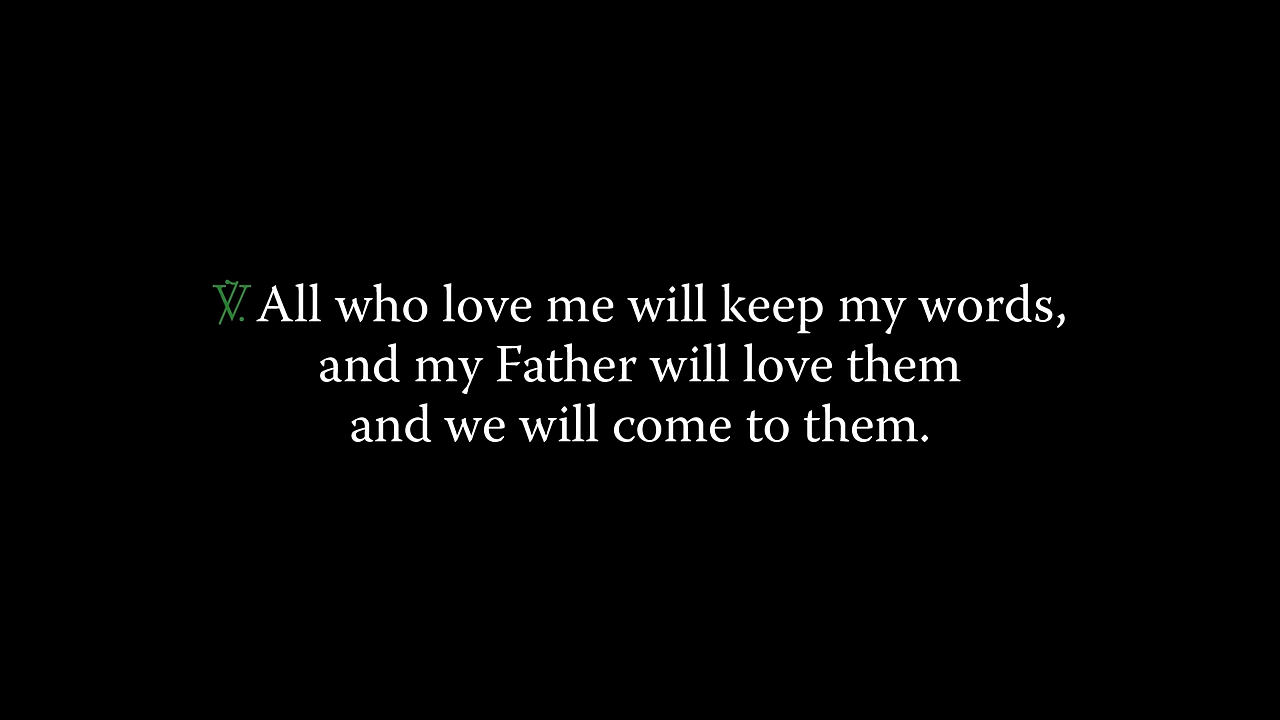 ℣. All who love me will keep my words,
and my Father will love them
and we will come to them.